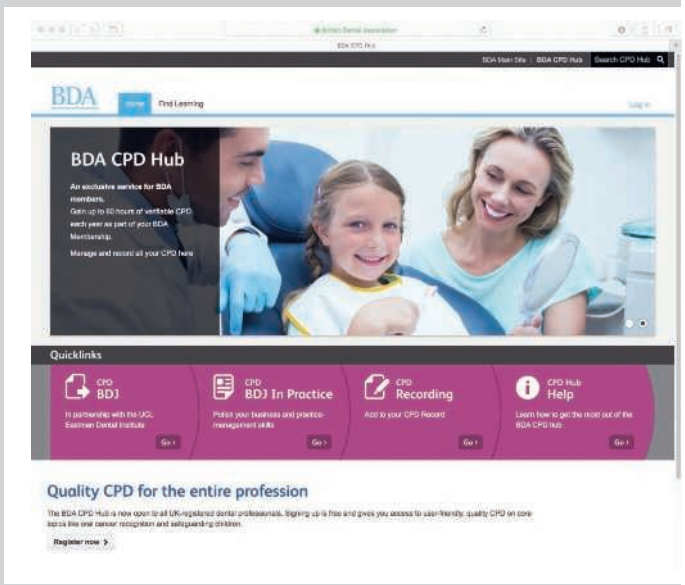 British Dental Association
BDA CPD Hub
BDA Main Site | BDA CPD Hub
Search CPD Hub
BDA
Home
Find Learning
Log in
BDA CPD Hub
An exclusive service for BDA
members.
Gain up to 60 hours of verifiable CPD
each year as part of your BDA
Membership.
Manage and record all your CPD here
Quicklinks
CPD
BDJ
In partnership with the UCL
Eastman Dental Institute
Go ›
CPD
BDJ In Practice
Polish your business and practice-
management skills
Go ›
CPD
Recording
Add to your CPD Record
Go ›
CPD Hub
Help
Learn how to get the most out of the
BDA CPD hub
Go ›
Quality CPD for the entire profession
The BDA CPD Hub is now open to all UK-registered dental professionals. Signing up is free and gives you access to user-friendly, quality CPD on core
topics like oral cancer recognition and safeguarding children.
Register now ›